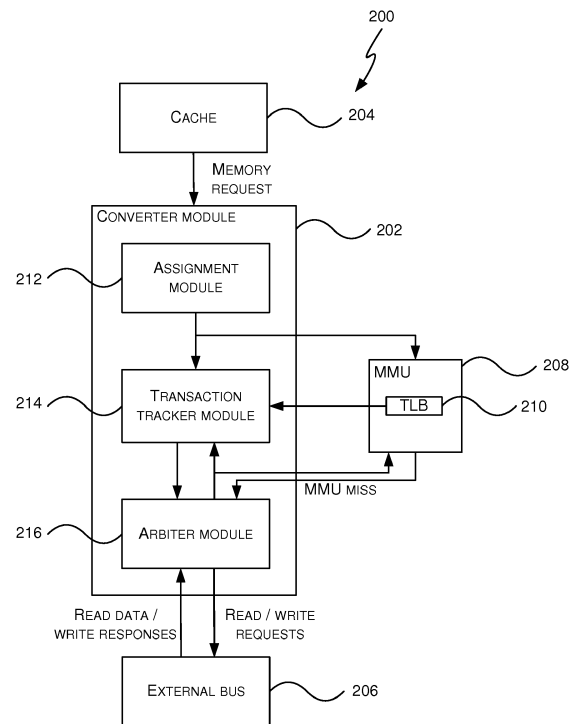 200
CACHE
204
MEMORY
REQUEST
CONVERTER MODULE
202
ASSIGNMENT
MODULE
212
MMU
208
TRANSACTION
TRACKER MODULE
214
TLB
210
MMU MISS
ARBITER MODULE
216
READ DATA /
WRITE RESPONSES
READ / WRITE
REQUESTS
EXTERNAL BUS
206